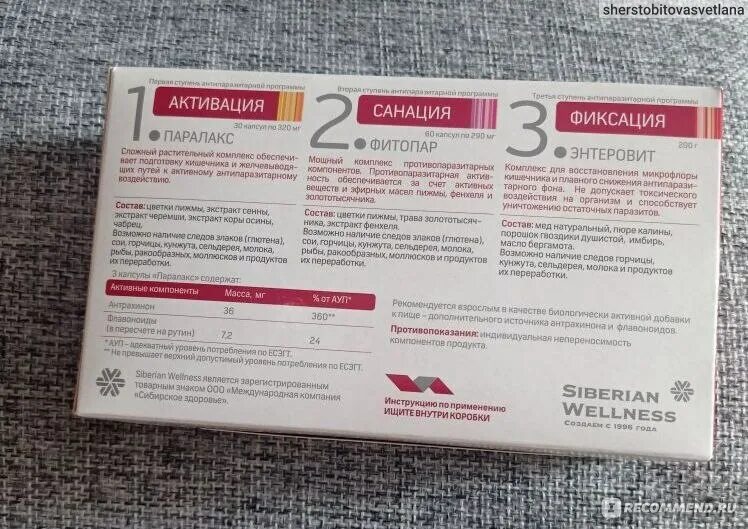 sherstobitovasvetlana
Первая ступень антипаразитарной программы
1.
АКТИВАЦИЯ
30 капсул по 320 мг
ПАРАЛАКС
Сложный растительный комплекс обеспечи-
вает подготовку кишечника и желчевыводя-
щих путей к активному антипаразитарному
воздействию.
Состав: цветки пижмы, экстракт сенны,
экстракт черемши, экстракт коры осины,
чабрец.
Возможно наличие следов злаков (глютена),
сои, горчицы, кунжута, сельдерея, молока,
рыбы, ракообразных, моллюсков и продуктов
их переработки.
3 капсулы «Паралакс» содержат:
Активные компоненты Масса, мг % от АУП*
Антрахинон 36 360**
Флавоноиды
(в пересчете на рутин) 7,2 24
* АУП – адекватный уровень потребления по ЕСЭГТ.
** Не превышает верхний допустимый уровень потребления по ЕСЭГТ.
Siberian Wellness является зарегистрированным
товарным знаком ООО «Международная компания
«Сибирское здоровье».
Вторая ступень антипаразитарной программы
2.
САНАЦИЯ
60 капсул по 290 мг
ФИТОПАР
Мощный комплекс противопаразитарных
компонентов. Противопаразитарная актив-
ность обеспечивается за счет активных
веществ и эфирных масел пижмы, фенхеля и
золототысячника.
Состав: цветки пижмы, трава золототысяч-
ника, экстракт фенхеля.
Возможно наличие следов злаков (глютена),
сои, горчицы, кунжута, сельдерея, молока,
рыбы, ракообразных, моллюсков и продуктов
их переработки.
Третья ступень антипаразитарной программы
3.
ФИКСАЦИЯ
280 г
ЭНТЕРОВИТ
Комплекс для восстановления микрофлоры
кишечника и плавного снижения антипарази-
тарного фона. Не допускает токсического
воздействия на организм и способствует
уничтожению остаточных паразитов.
Состав: мед натуральный, пюре калины,
порошок гвоздики душистой, имбирь,
масло бергамота.
Возможно наличие следов горчицы,
кунжута, сельдерея, молока и продуктов
их переработки.
Рекомендуется взрослым в качестве биологически активной добавки
к пище – дополнительного источника антрахинона и флавоноидов.
Противопоказания: индивидуальная непереносимость
компонентов продукта.
Инструкцию по применению
ИЩИТЕ ВНУТРИ КОРОБКИ
SIBERIAN
WELLNESS
СОЗДАЕМ С 1996 ГОДА
IRECOMMEND.RU